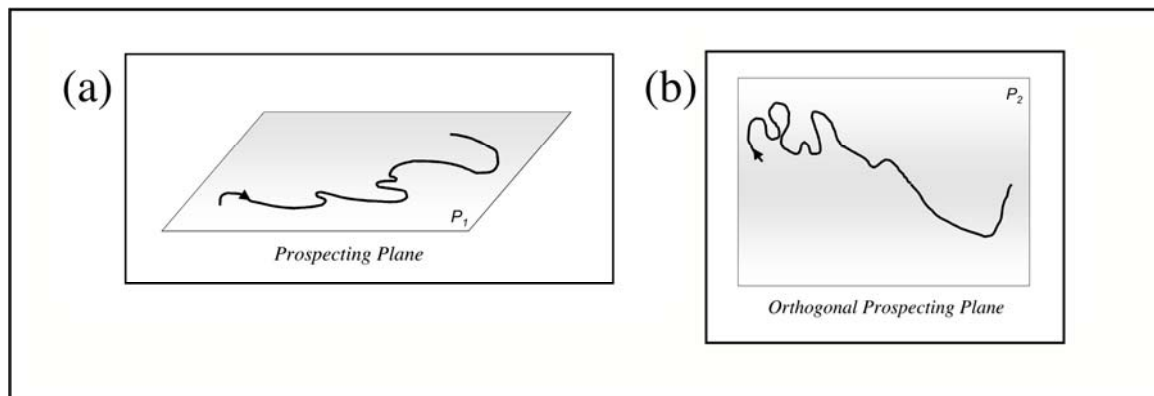 (a)
P1
Prospecting Plane
(b)
P2
Orthogonal Prospecting Plane